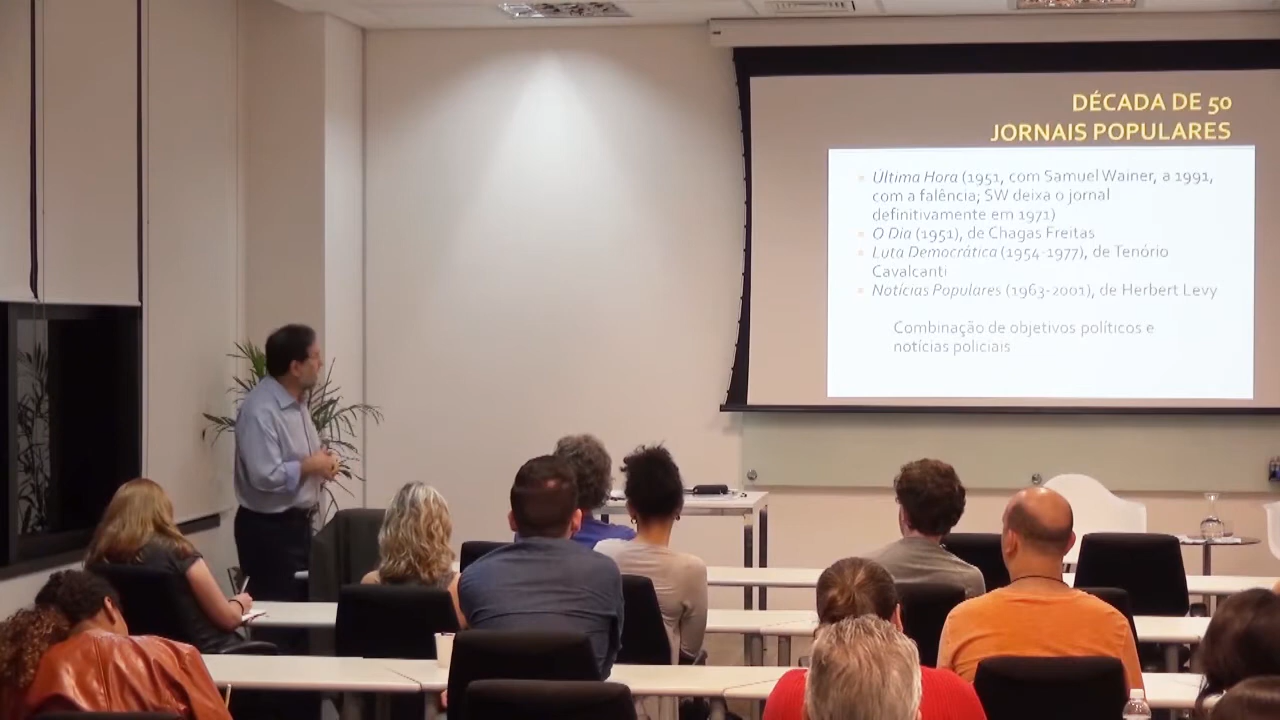 DÉCADA DE 50
JORNAIS POPULARES
Última Hora (1951, com Samuel Wainer, a 1991,
com a falência; SW deixa o jornal
definitivamente em 1971)
O Dia (1951), de Chagas Freitas
Luta Democrática (1954-1977), de Tenório
Cavalcanti
Notícias Populares (1963-2001), de Herbert Levy
Combinação de objetivos políticos e
notícias policiais